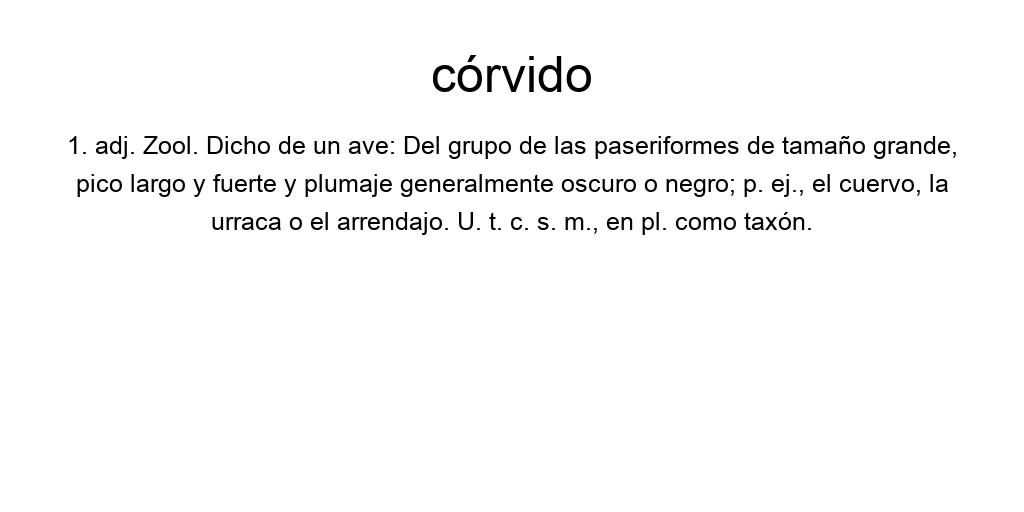 córvido
1. adj. Zool. Dicho de un ave: Del grupo de las paseriformes de tamaño grande,
pico largo y fuerte y plumaje generalmente oscuro o negro; p. ej., el cuervo, la
urraca o el arrendajo. U. t. c. s. m., en pl. como taxón.